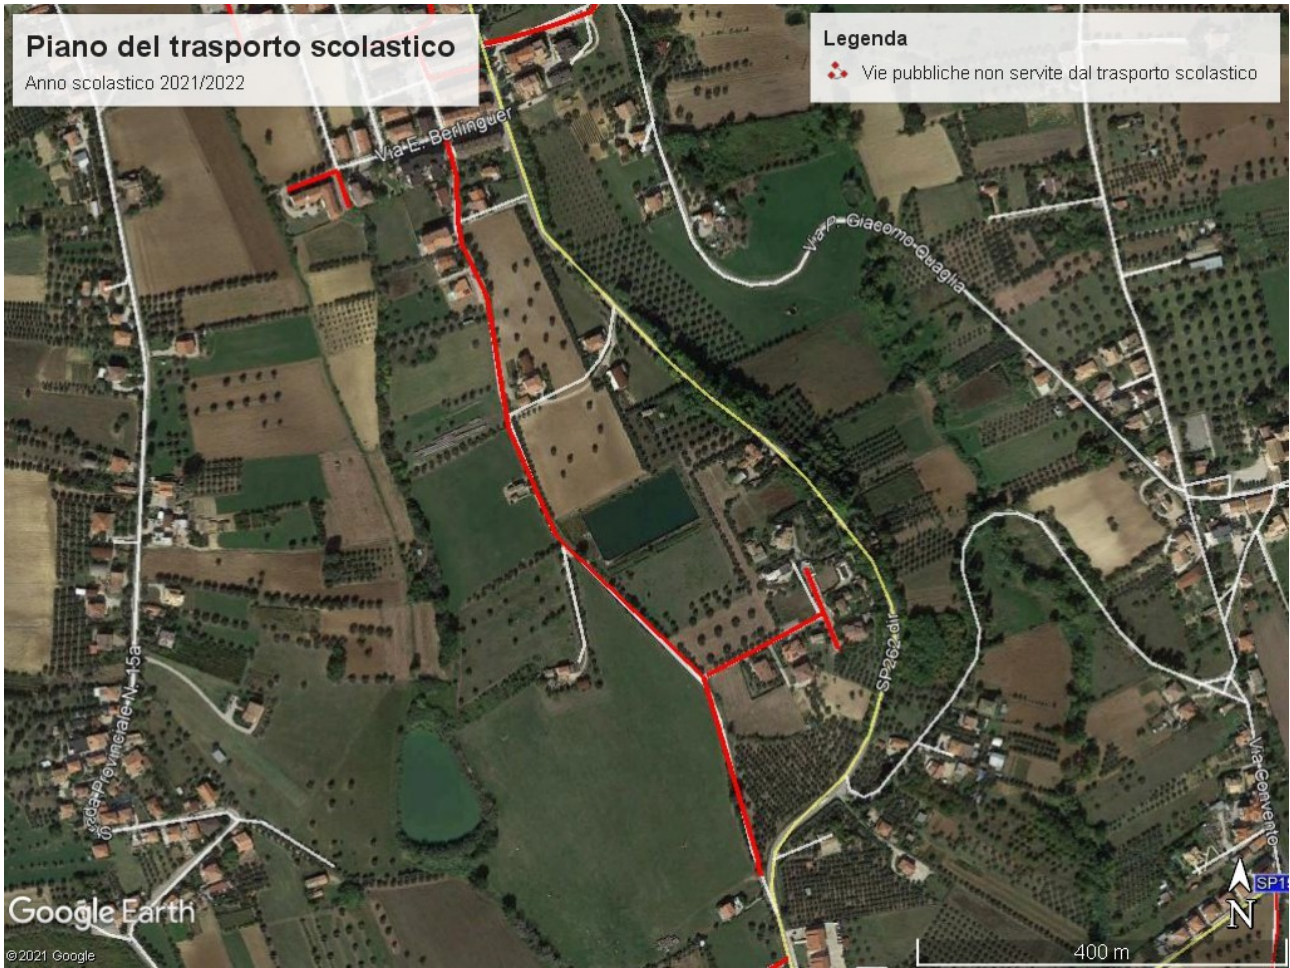 Piano del trasporto scolastico
Anno scolastico 2021/2022
Legenda
Vie pubbliche non servite dal trasporto scolastico
Via E. Berlinguer
Via P. Giacomo Quaglia
SP262 dir
Strada Provinciale N. 15a
Via Convento
SP15
N
400 m
Google Earth
©2021 Google